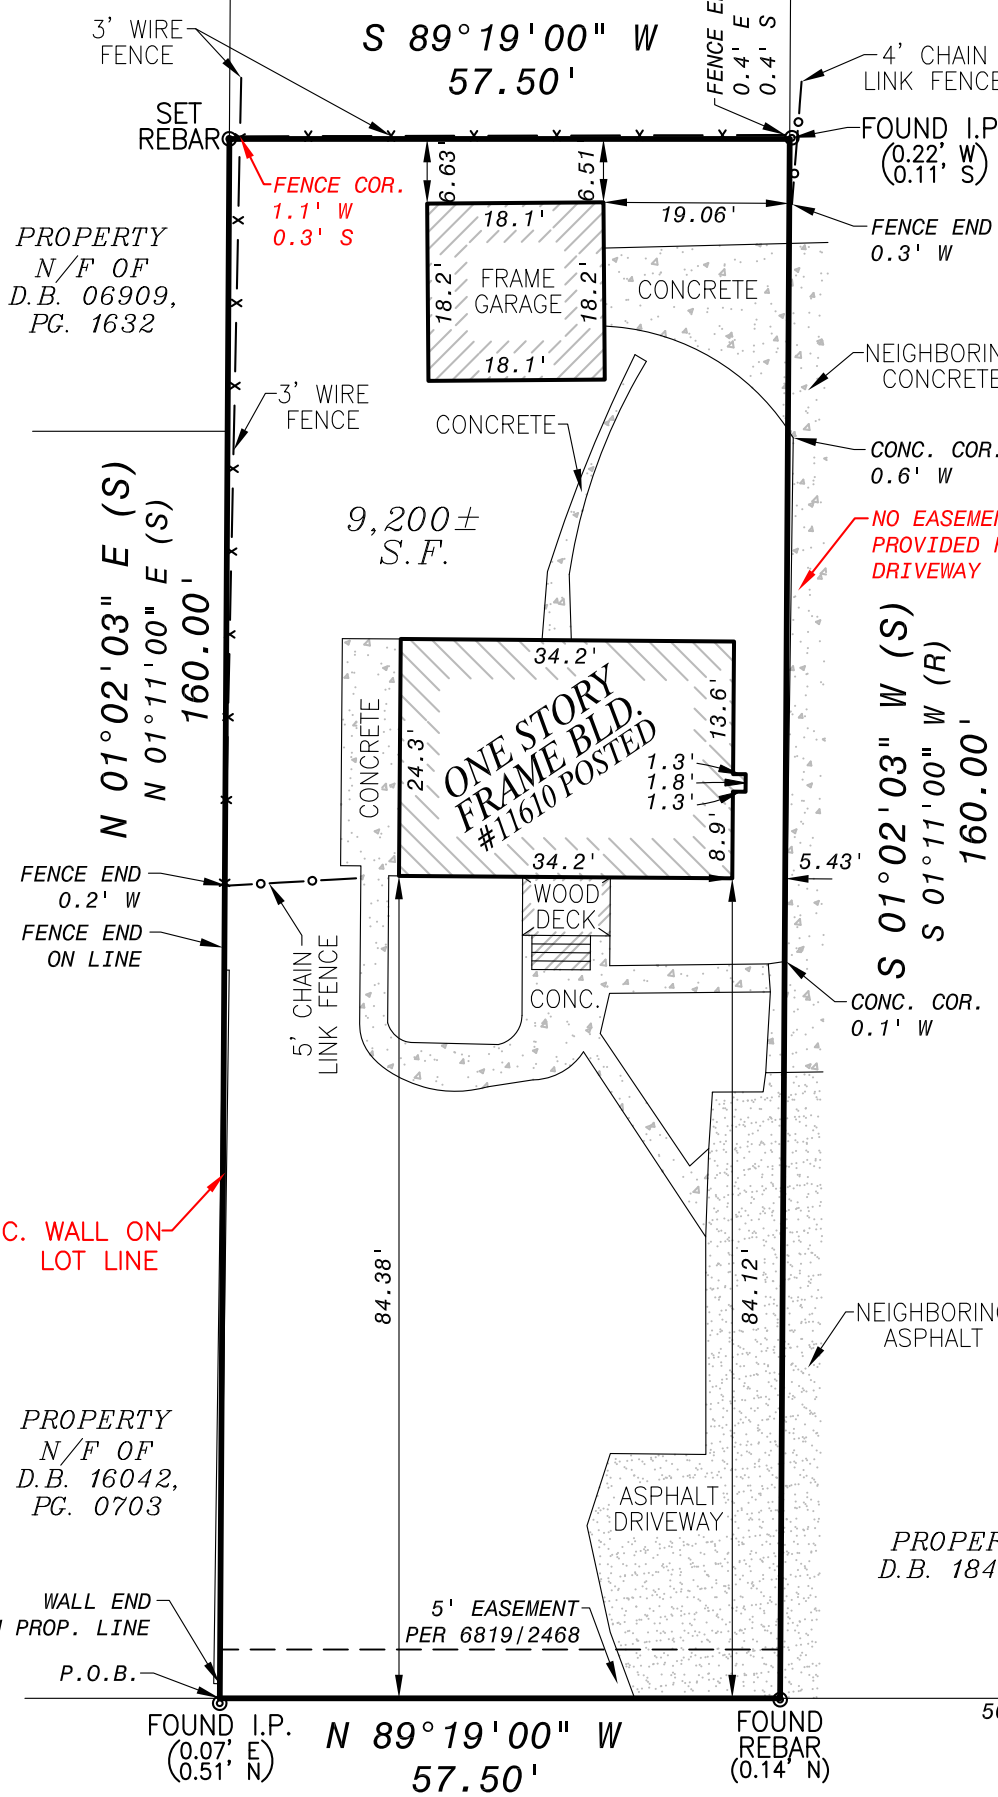 3' WIRE
FENCE
S 89°19'00" W
57.50'
0.4' E
0.4' S
4' CHAIN
LINK FENCE
SET
REBAR
FOUND I.P.
(0.22' W)
(0.11' S)
FENCE COR.
1.1' W
0.3' S
6.63'
6.51'
18.1'
19.06'
FENCE END
0.3' W
PROPERTY
N/F OF
D.B. 06909,
PG. 1632
18.2'
FRAME
GARAGE
18.2'
CONCRETE
18.1'
NEIGHBORING
CONCRETE
3' WIRE
FENCE
CONCRETE
CONC. COR.
0.6' W
9,200±
S.F.
NO
PROVIDED
DRIVEWAY
N 01°02'03" E (S)
N 01°11'00" E (S)
160.00'
S 01°02'03" W (S)
S 01°11'00" W (R)
160.00'
34.2'
CONCRETE
24.3'
ONE STORY
FRAME BLD.
#11610 POSTED
13.6'
1.3'
1.8'
1.3'
8.9'
34.2'
5.43'
FENCE END
0.2' W
FENCE END
ON LINE
WOOD
DECK
5' CHAIN
LINK FENCE
CONC.
CONC. COR.
0.1' W
C. WALL ON
LOT LINE
84.38'
84.12'
NEIGHBORING
ASPHALT
PROPERTY
N/F OF
D.B. 16042,
PG. 0703
ASPHALT
DRIVEWAY
D.B. 184
WALL END
PROP. LINE
5' EASEMENT
PER 6819/2468
P.O.B.
FOUND I.P.
(0.07' E)
(0.51' N)
N 89°19'00" W
57.50'
FOUND
REBAR
(0.14' N)